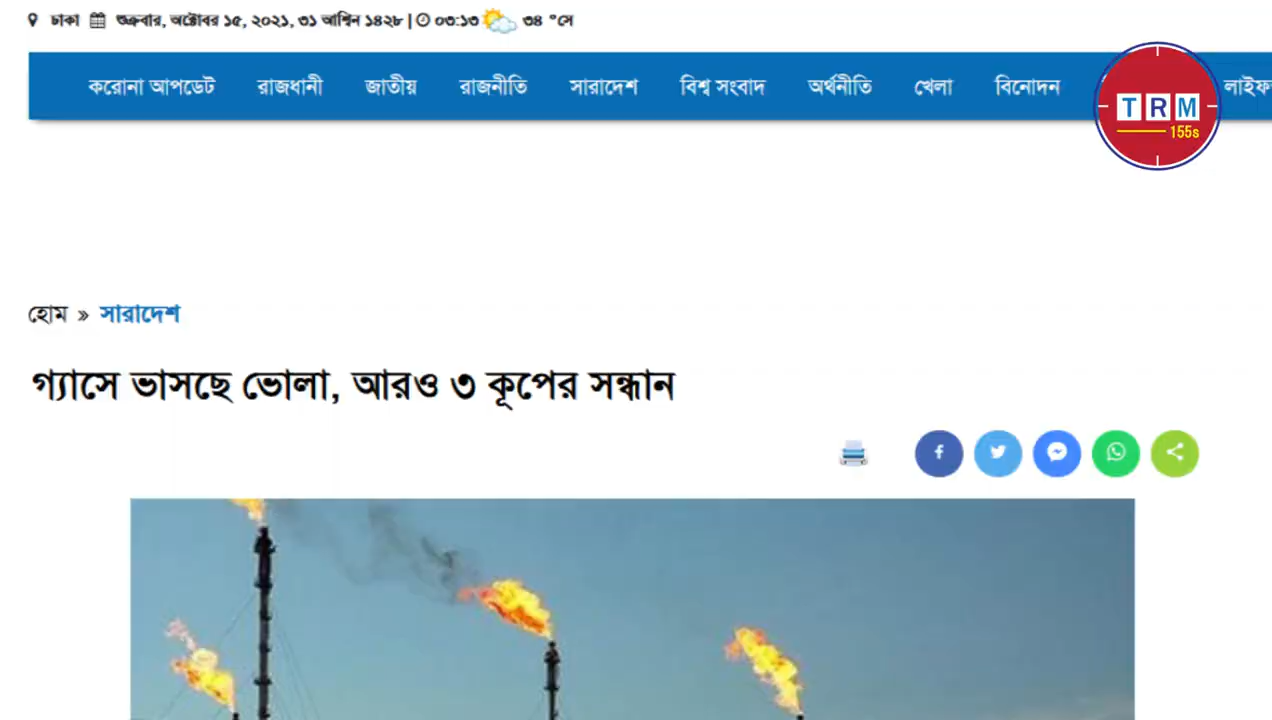 ঢাকা শুক্রবার, অক্টোবর ১৫, ২০২১, ৩১ আশ্বিন ১৪২৮ | ০৩:১৩ ৩৪ °সে
করোনা আপডেট রাজধানী জাতীয় রাজনীতি সারাদেশ বিশ্ব সংবাদ অর্থনীতি খেলা বিনোদন
TRM
155s
হোম » সারাদেশ
গ্যাসে ভাসছে ভোলা, আরও ৩ কূপের সন্ধান